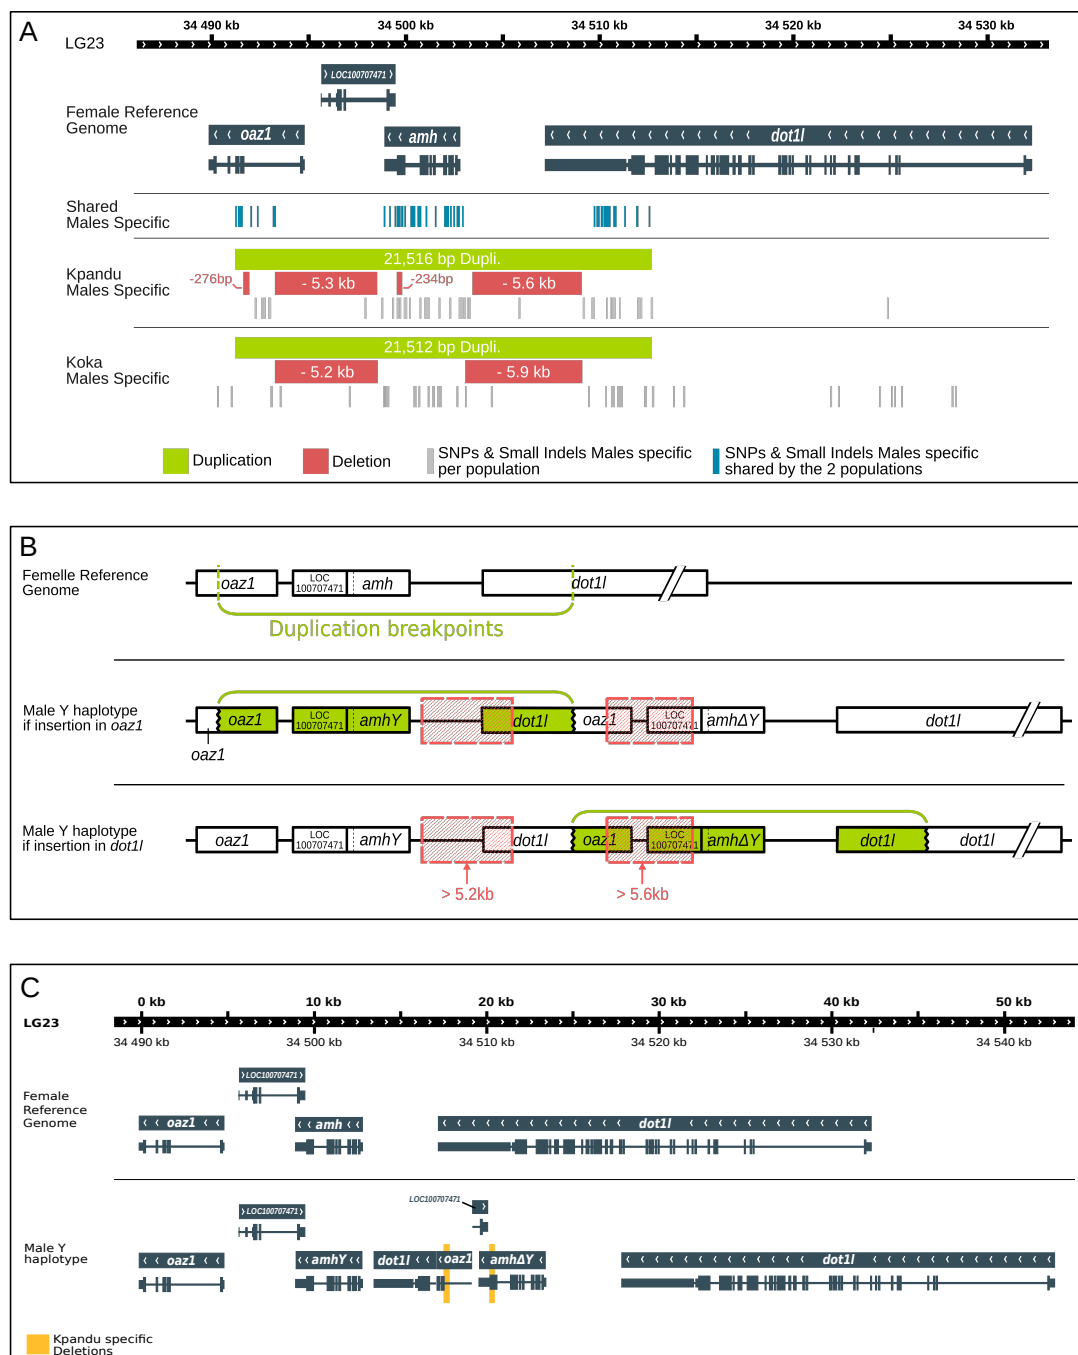 A
34 490 kb 34 500 kb 34 510 kb 34 520 kb 34 530 kb
LG23
LOC100707471
Female Reference
Genome
oaz1 amh dot1l
Shared
Males Specific
21,516 bp Dupli.
Kpandu
Males Specific
-276bp - 5.3 kb -234bp - 5.6 kb
21,512 bp Dupli.
Koka
Males Specific
- 5.2 kb - 5.9 kb
Duplication
Deletion
SNPs & Small Indels Males specific
per population
SNPs & Small Indels Males specific
shared by the 2 populations
B
Femelle Reference
Genome
oaz1 LOC
100707471 amh dot1l
Duplication breakpoints
Male Y haplotype
if insertion in oaz1
oaz1 LOC
100707471 amhY dot1l oaz1 LOC
100707471 amhΔY dot1l
oaz1
Male Y haplotype
if insertion in dot1l
oaz1 LOC
100707471 amhY dot1l oaz1 LOC
100707471 amhΔY dot1l dot1l
> 5.2kb > 5.6kb
C
0 kb 10 kb 20 kb 30 kb 40 kb 50 kb
LG23
34 490 kb 34 500 kb 34 510 kb 34 520 kb 34 530 kb 34 540 kb
LOC100707471
Female
Reference
Genome
oaz1 amh dot1l
LOC100707471
LOC100707471
Male Y
haplotype
oaz1 amhY dot1l oaz1 amhΔY dot1l
Kpandu specific
Deletions